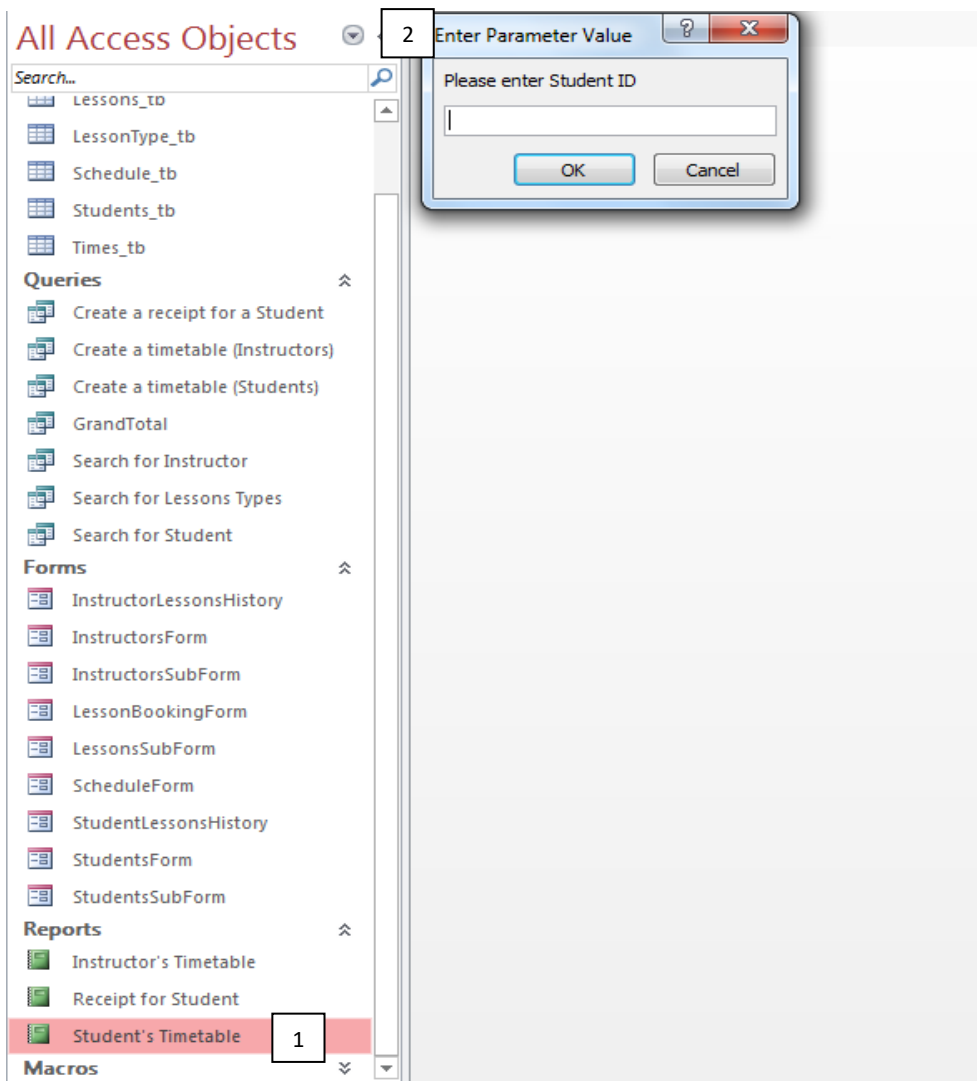 All Access Objects
Search...
Lessons_tb
LessonType_tb
Schedule_tb
Students_tb
Times_tb
Queries
Create a receipt for a Student
Create a timetable (Instructors)
Create a timetable (Students)
GrandTotal
Search for Instructor
Search for Lessons Types
Search for Student
Forms
InstructorLessonsHistory
InstructorsForm
InstructorsSubForm
LessonBookingForm
LessonsSubForm
ScheduleForm
StudentLessonsHistory
StudentsForm
StudentsSubForm
Reports
Instructor's Timetable
Receipt for Student
Student's Timetable 1
Macros
2 Enter Parameter Value
Please enter Student ID
OK Cancel